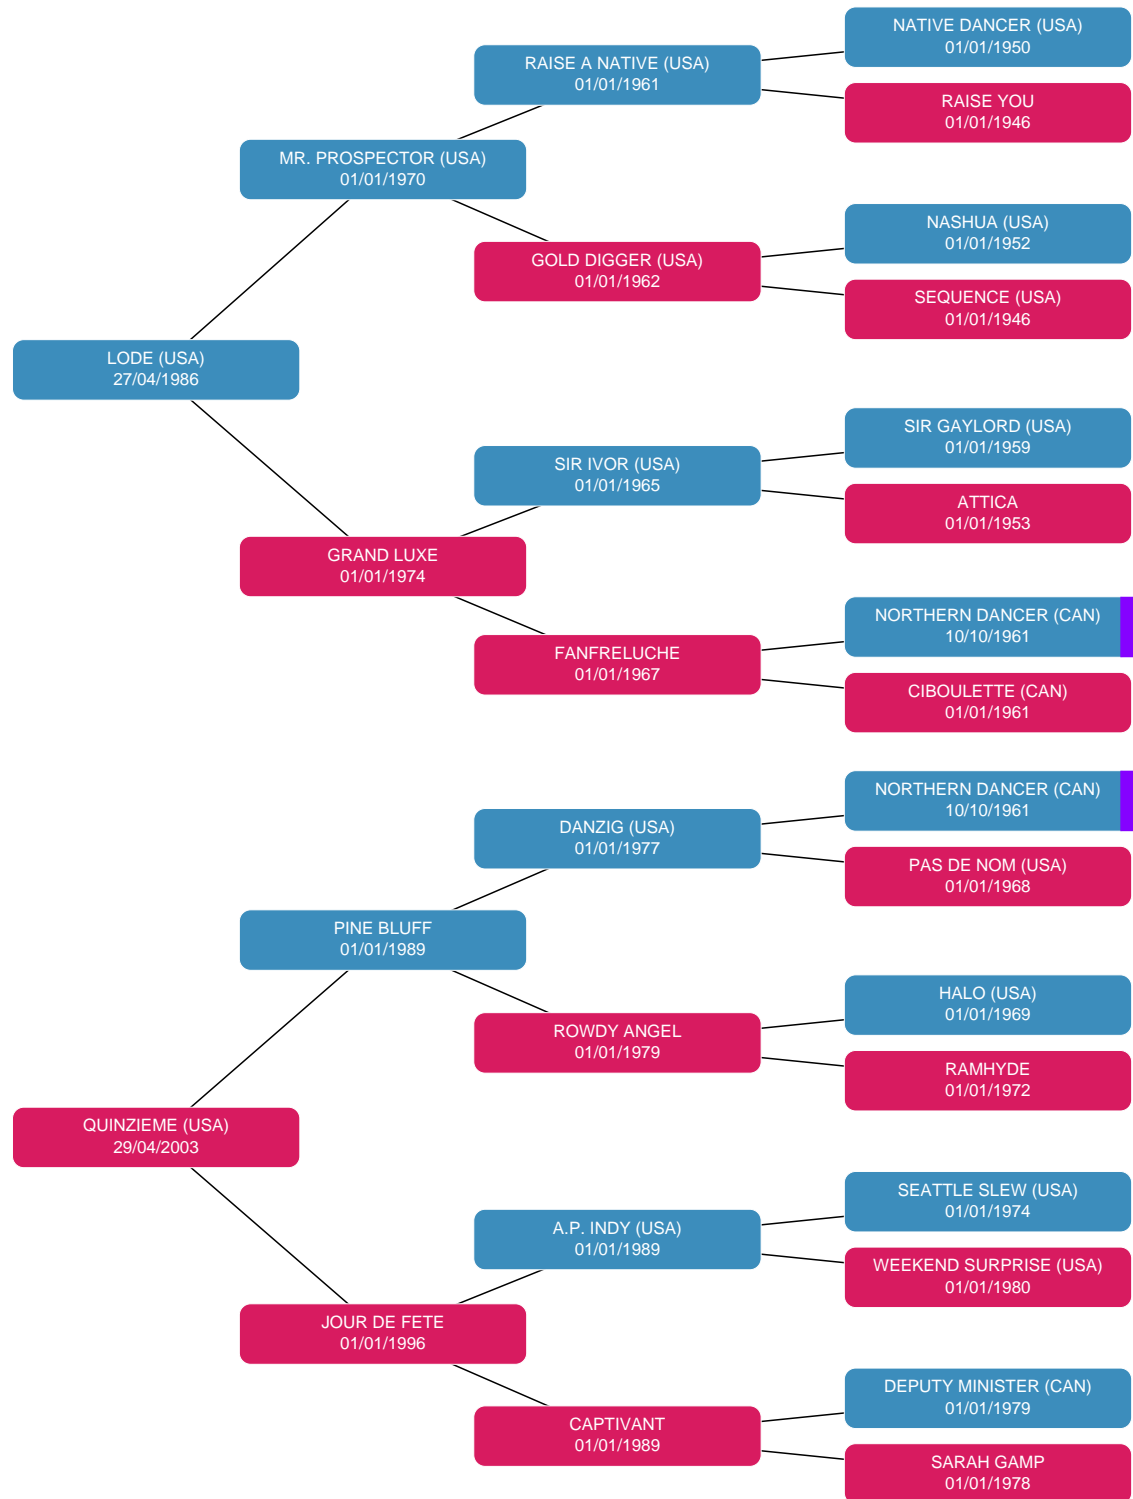 NATIVE DANCER (USA)
01/01/1950
RAISE A NATIVE (USA)
01/01/1961
RAISE YOU
01/01/1946
MR. PROSPECTOR (USA)
01/01/1970
NASHUA (USA)
01/01/1952
GOLD DIGGER (USA)
01/01/1962
SEQUENCE (USA)
01/01/1946
LODE (USA)
27/04/1986
SIR GAYLORD (USA)
01/01/1959
SIR IVOR (USA)
01/01/1965
ATTICA
01/01/1953
GRAND LUXE
01/01/1974
NORTHERN DANCER (CAN)
10/10/1961
FANFRELUCHE
01/01/1967
CIBOULETTE (CAN)
01/01/1961
NORTHERN DANCER (CAN)
10/10/1961
DANZIG (USA)
01/01/1977
PAS DE NOM (USA)
01/01/1968
PINE BLUFF
01/01/1989
HALO (USA)
01/01/1969
ROWDY ANGEL
01/01/1979
RAMHYDE
01/01/1972
QUINZIEME (USA)
29/04/2003
SEATTLE SLEW (USA)
01/01/1974
A.P. INDY (USA)
01/01/1989
WEEKEND SURPRISE (USA)
01/01/1980
JOUR DE FETE
01/01/1996
DEPUTY MINISTER (CAN)
01/01/1979
CAPTIVANT
01/01/1989
SARAH GAMP
01/01/1978